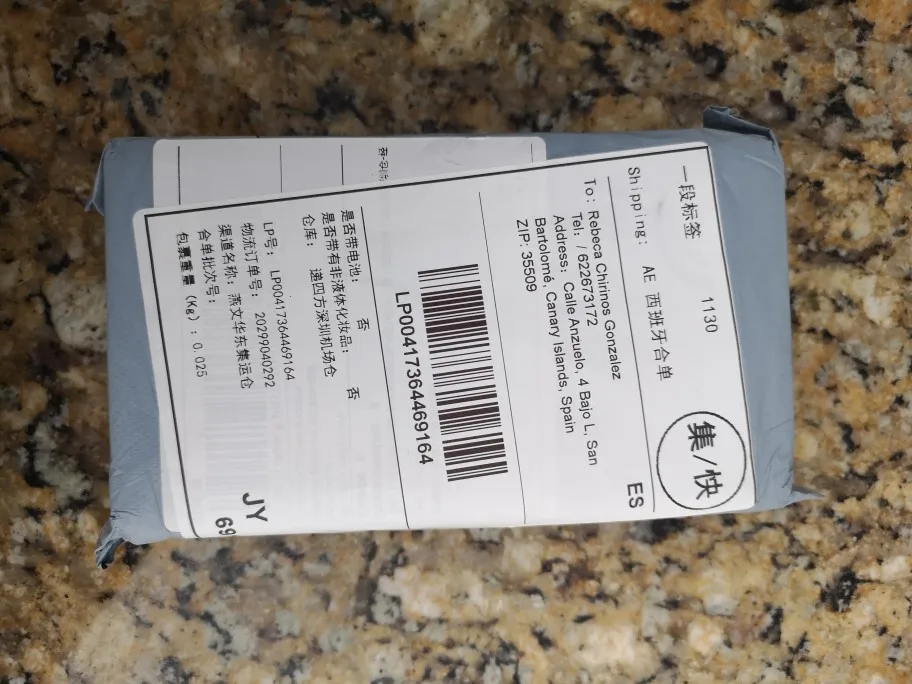 一段标签
1130
集/快
Shipping: AE 西班牙合单
ES
To: Rebeca Chirinos Gonzalez
Tel: / 622673172
Address: Calle Anzuelo, 4 Bajo L, San
Bartolomé, Canary Islands, Spain
ZIP: 35509
LP00417364469164
是否带电池: 否
是否带有非液体化妆品: 否
仓库: 递四方深圳机场仓
LP号: LP00417364469164
物流订单号: 20299040292
渠道名称: 燕文华东集运仓
合单批次号:
包裹重量 (Kg) : 0.025
JY
69